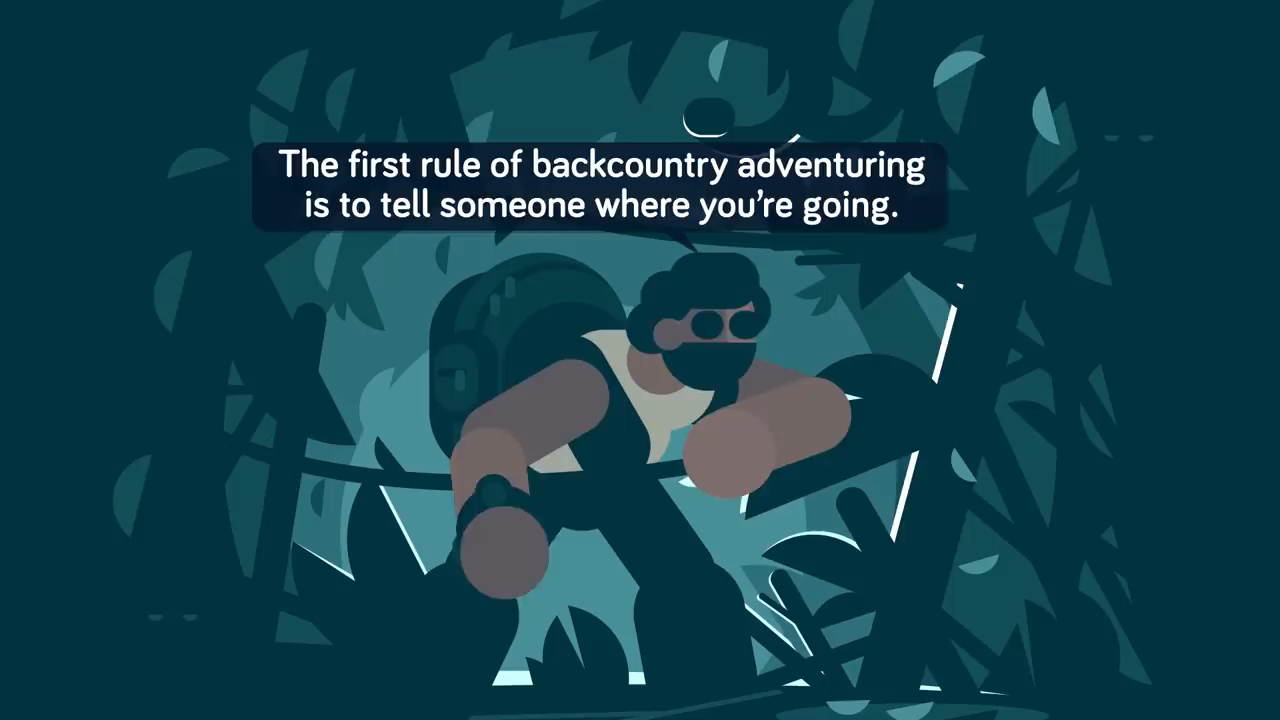 The first rule of backcountry adventuring
is to tell someone where you’re going.